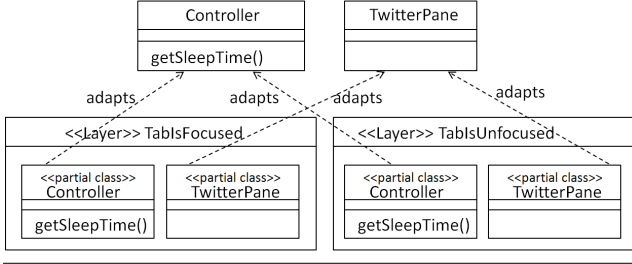 Controller
TwitterPane
getSleepTime()
adapts
adapts
adapts
adapts
<<Layer>> TabIsFocused
<<Layer>> TabIsUnfocused
<<partial class>>
Controller
<<partial class>>
TwitterPane
<<partial class>>
Controller
<<partial class>>
TwitterPane
getSleepTime()
getSleepTime()